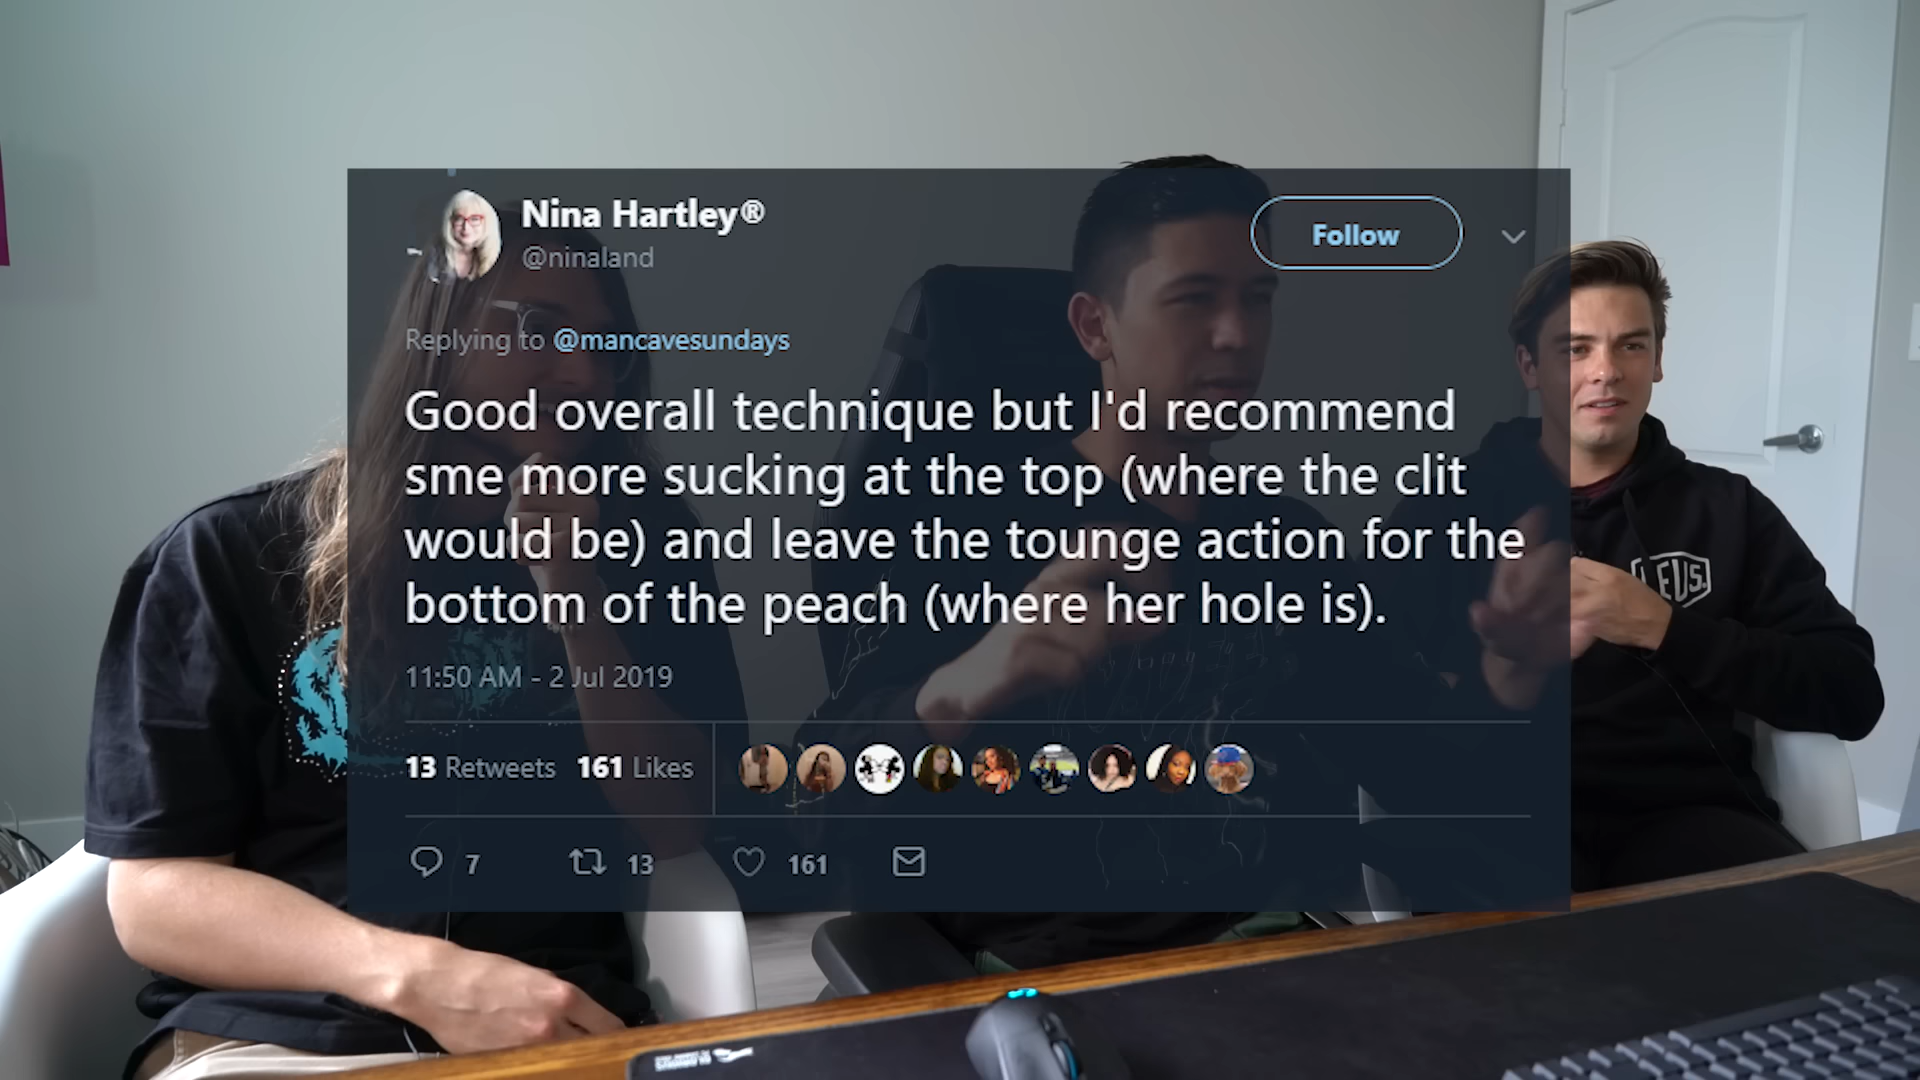 Nina Hartley®
@ninaland
Follow
Replying to @mancavesundays
Good overall technique but I'd recommend
sme more sucking at the top (where the clit
would be) and leave the tounge action for the
bottom of the peach (where her hole is).
11:50 AM - 2 Jul 2019
13 Retweets 161 Likes
7 13 161